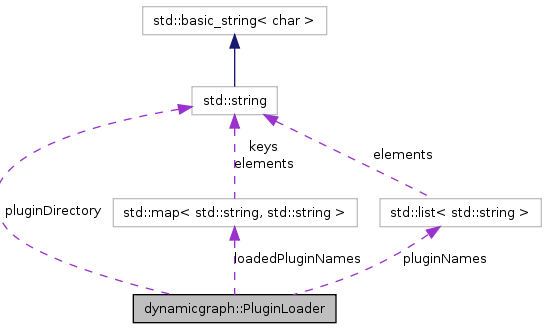 std::basic_string< char >
std::string
keys
elements
elements
pluginDirectory
std::map< std::string, std::string >
std::list< std::string >
loadedPluginNames
pluginNames
dynamicgraph::PluginLoader